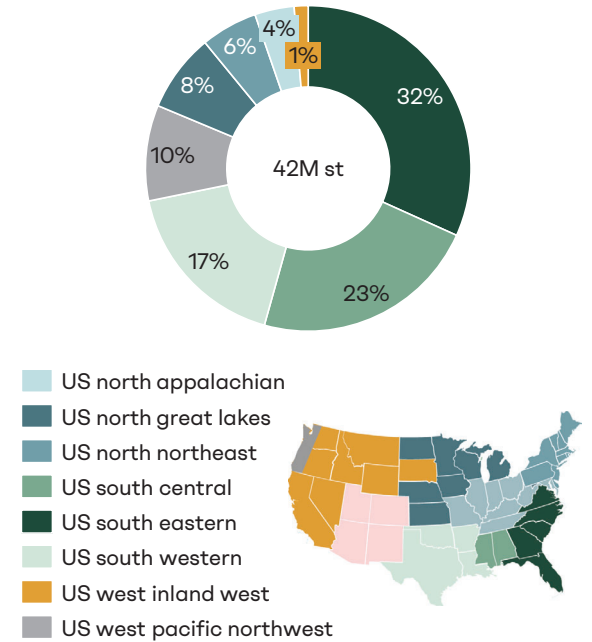 4%
6%
1%
8%
32%
10%
42M st
17%
23%
US north appalachian
US north great lakes
US north northeast
US south central
US south eastern
US south western
US west inland west
US west pacific northwest